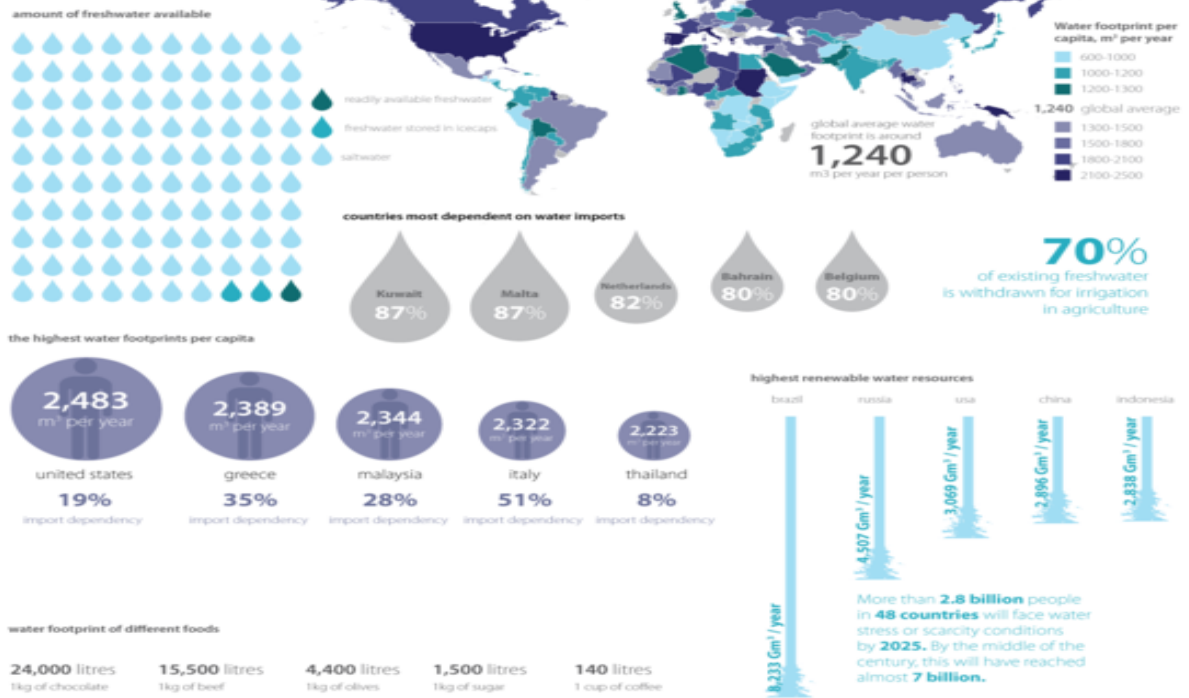 amount of freshwater available
readily available freshwater
freshwater stored in icecaps
saltwater
Water footprint per
capita, m³ per year
600-1000
1000-1200
1200-1300
1,240 global average
1300-1500
1500-1800
1800-2100
2100-2500
global average water
footprint is around
1,240
m3 per year per person
countries most dependent on water imports
Kuwait
87%
Malta
87%
Netherlands
82%
Bahrain
80%
Belgium
80%
70%
of existing freshwater
is withdrawn for irrigation
in agriculture
the highest water footprints per capita
2,483
m³ per year
united states
19%
import dependency
2,389
m³ per year
greece
35%
import dependency
2,344
m³ per year
malaysia
28%
import dependency
2,322
m³ per year
italy
51%
import dependency
2,223
m³ per year
thailand
8%
import dependency
highest renewable water resources
brazil
8,233 Gm³ / year
russia
4,507 Gm³ / year
usa
3,069 Gm³ / year
china
2,896 Gm³ / year
indonesia
2,838 Gm³ / year
More than 2.8 billion people
in 48 countries will face water
stress or scarcity conditions
by 2025. By the middle of the
century, this will have reached
almost 7 billion.
water footprint of different foods
24,000 litres
1kg of chocolate
15,500 litres
1kg of beef
4,400 litres
1kg of olives
1,500 litres
1kg of sugar
140 litres
1 cup of coffee